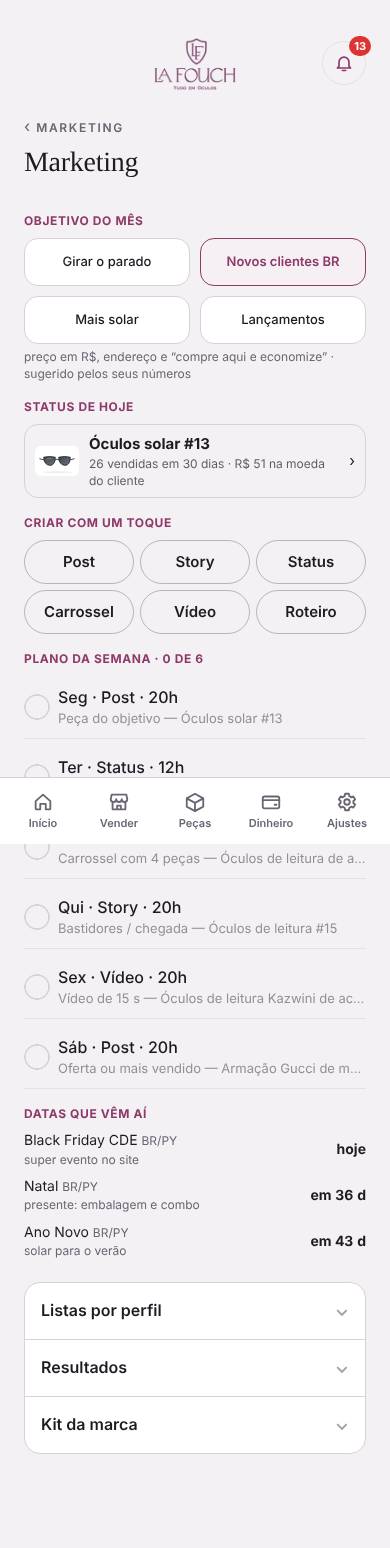 LA FOUCH
Tudo em Óculos
13
‹ MARKETING
Marketing
OBJETIVO DO MÊS
Girar o parado
Novos clientes BR
Mais solar
Lançamentos
preço em R$, endereço e “compre aqui e economize” ·
sugerido pelos seus números
STATUS DE HOJE
Óculos solar #13
26 vendidas em 30 dias · R$ 51 na moeda
do cliente
›
CRIAR COM UM TOQUE
Post
Story
Status
Carrossel
Vídeo
Roteiro
PLANO DA SEMANA · 0 DE 6
Seg · Post · 20h
Peça do objetivo — Óculos solar #13
Ter · Status · 12h
Início
Vender
Peças
Dinheiro
Ajustes
Carrossel com 4 peças — Óculos de leitura de a...
Qui · Story · 20h
Bastidores / chegada — Óculos de leitura #15
Sex · Vídeo · 20h
Vídeo de 15 s — Óculos de leitura Kazwini de ac...
Sáb · Post · 20h
Oferta ou mais vendido — Armação Gucci de m...
DATAS QUE VÊM AÍ
Black Friday CDE BR/PY
super evento no site
hoje
Natal BR/PY
presente: embalagem e combo
em 36 d
Ano Novo BR/PY
solar para o verão
em 43 d
Listas por perfil
Resultados
Kit da marca